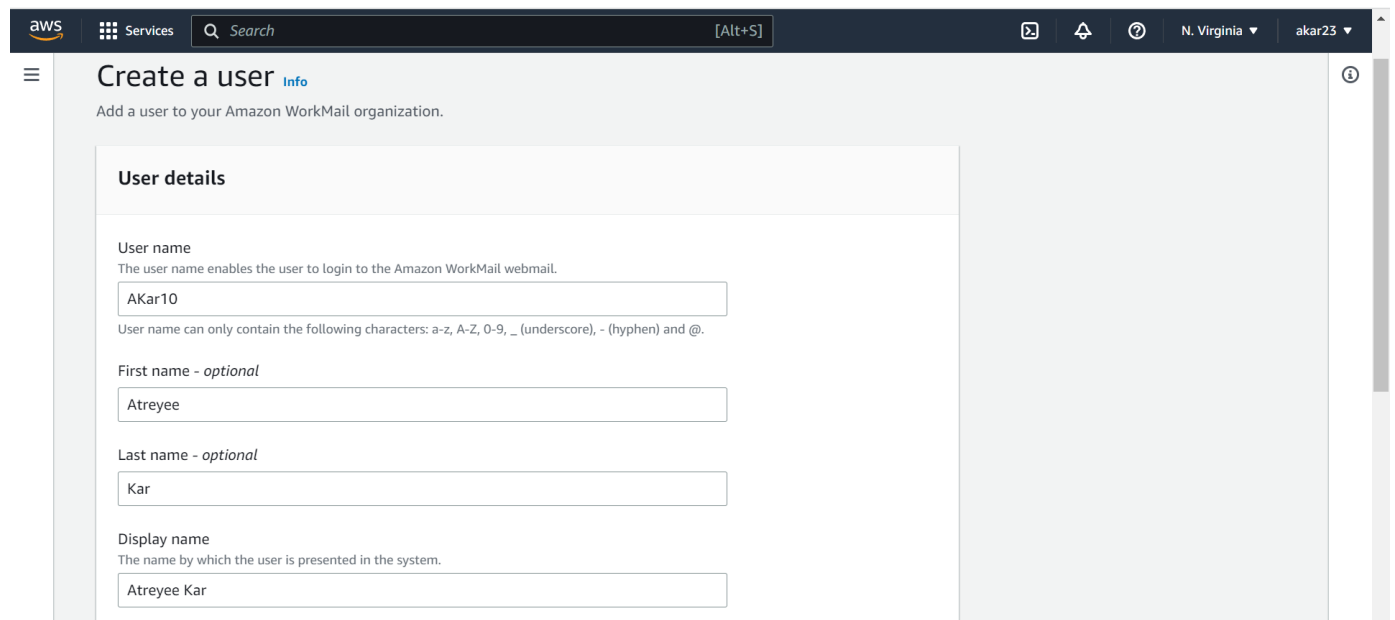 aws Services Search [Alt+S] N. Virginia ▼ akar23 ▼
Create a user Info
Add a user to your Amazon WorkMail organization.
User details
User name
The user name enables the user to login to the Amazon WorkMail webmail.
AKar10
User name can only contain the following characters: a-z, A-Z, 0-9, _ (underscore), - (hyphen) and @.
First name - optional
Atreyee
Last name - optional
Kar
Display name
The name by which the user is presented in the system.
Atreyee Kar